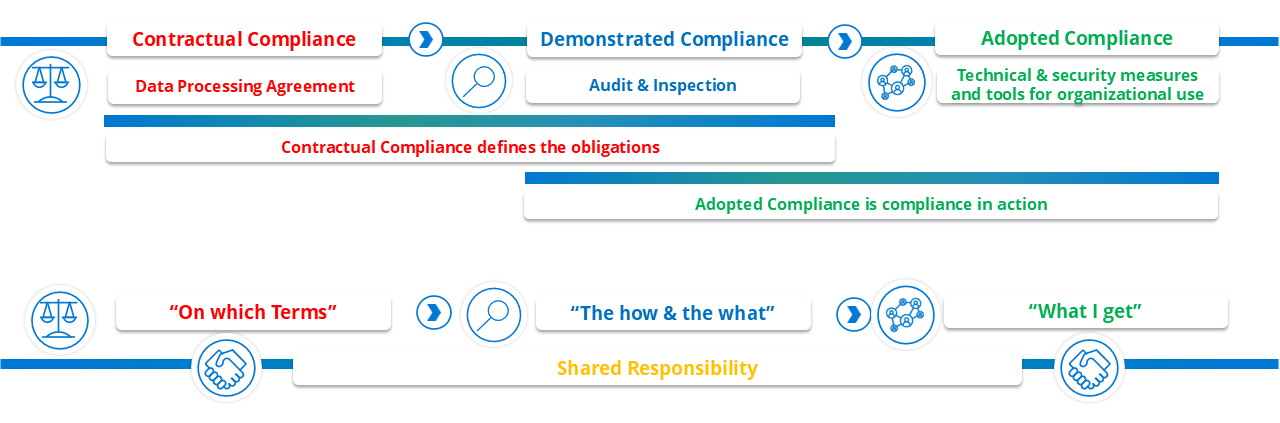 Contractual Compliance
Demonstrated Compliance
Adopted Compliance
Data Processing Agreement
Audit & Inspection
Technical & security measures
and tools for organizational use
Contractual Compliance defines the obligations
Adopted Compliance is compliance in action
“On which Terms”
“The how & the what”
“What I get”
Shared Responsibility